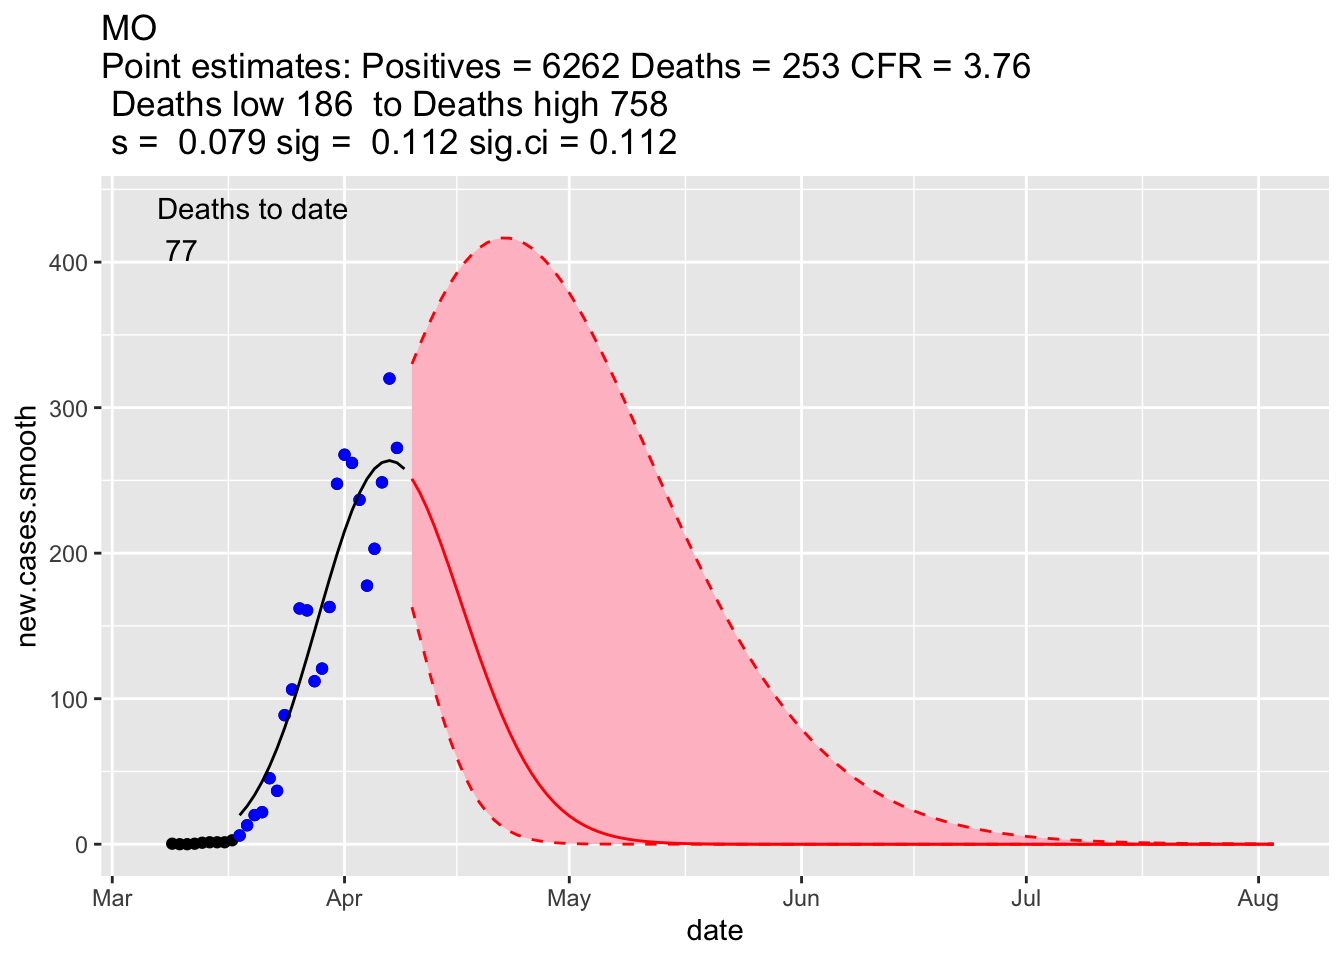 MO
Point estimates: Positives = 6262 Deaths = 253 CFR = 3.76
Deaths low 186  to Deaths high 758
s =  0.079 sig =  0.112 sig.ci = 0.112
Deaths to date
77
400
300
200
100
0
new.cases.smooth
Mar Apr May Jun Jul Aug
date